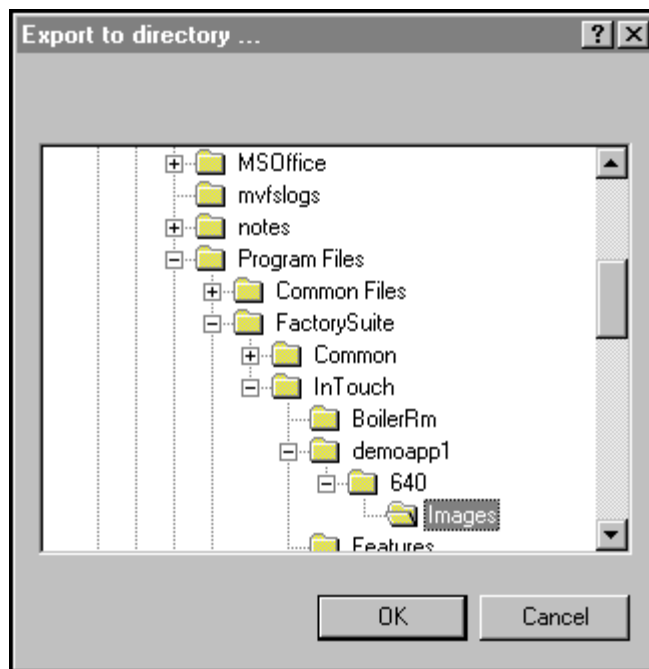 Export to directory ...
MSOffice
mvfslogs
notes
Program Files
Common Files
FactorySuite
Common
InTouch
BoilerRm
demoapp1
640
Images
Features
OK
Cancel